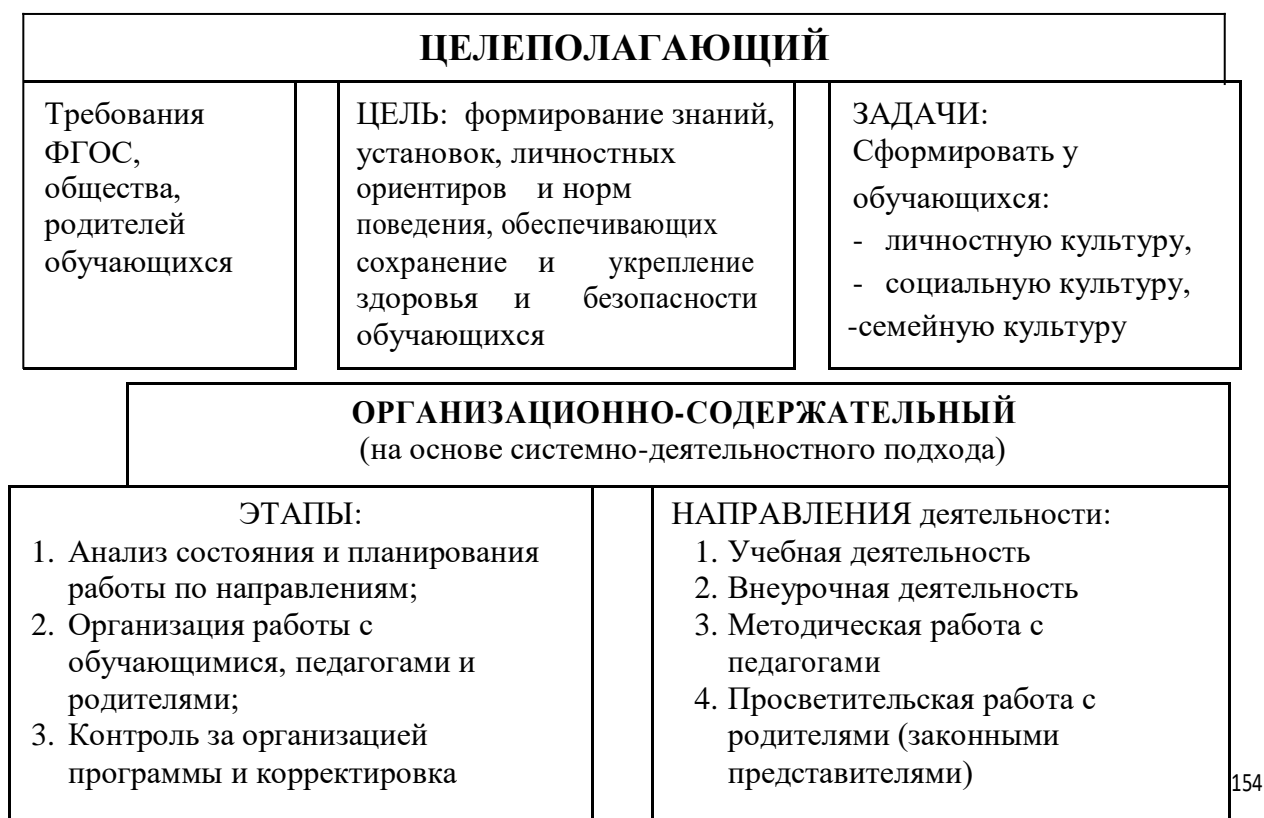 ЦЕЛЕПОЛАГАЮЩИЙ
Требования
ФГОС,
общества,
родителей
обучающихся
ЦЕЛЬ: формирование знаний,
установок, личностных
ориентиров и норм
поведения, обеспечивающих
сохранение и укрепление
здоровья и безопасности
обучающихся
ЗАДАЧИ:
Сформировать у
обучающихся:
- личностную культуру,
- социальную культуру,
-семейную культуру
ОРГАНИЗАЦИОННО-СОДЕРЖАТЕЛЬНЫЙ
(на основе системно-деятельностного подхода)
ЭТАПЫ:
1. Анализ состояния и планирования
работы по направлениям;
2. Организация работы с
обучающимися, педагогами и
родителями;
3. Контроль за организацией
программы и корректировка
НАПРАВЛЕНИЯ деятельности:
1. Учебная деятельность
2. Внеурочная деятельность
3. Методическая работа с
педагогами
4. Просветительская работа с
родителями (законными
представителями)
154